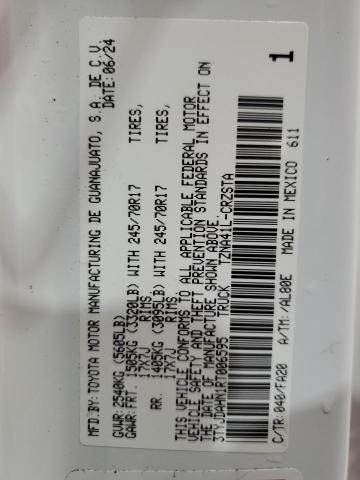 MFD.BY: TOYOTA MOTOR MANUFACTURING DE GUANAJUATO, S.A. DE C.V.
DATE: 06/24
GVWR: 2540KG (5605LB)
GAWR: FRT. 1505KG (3320LB) WITH 245/70R17 TIRES,
17X7J RIMS,
RR. 1405KG (3095LB) WITH 245/70R17 TIRES,
17X7J RIMS,
THIS VEHICLE CONFORMS TO ALL APPLICABLE FEDERAL MOTOR
VEHICLE SAFETY AND THEFT PREVENTION STANDARDS IN EFFECT ON
THE DATE OF MANUFACTURE SHOWN ABOVE.
TRUCK TZNA41L-CRZSTA
C/TR: 040/FA20 A/TM: /AL80E MADE IN MEXICO 611
1